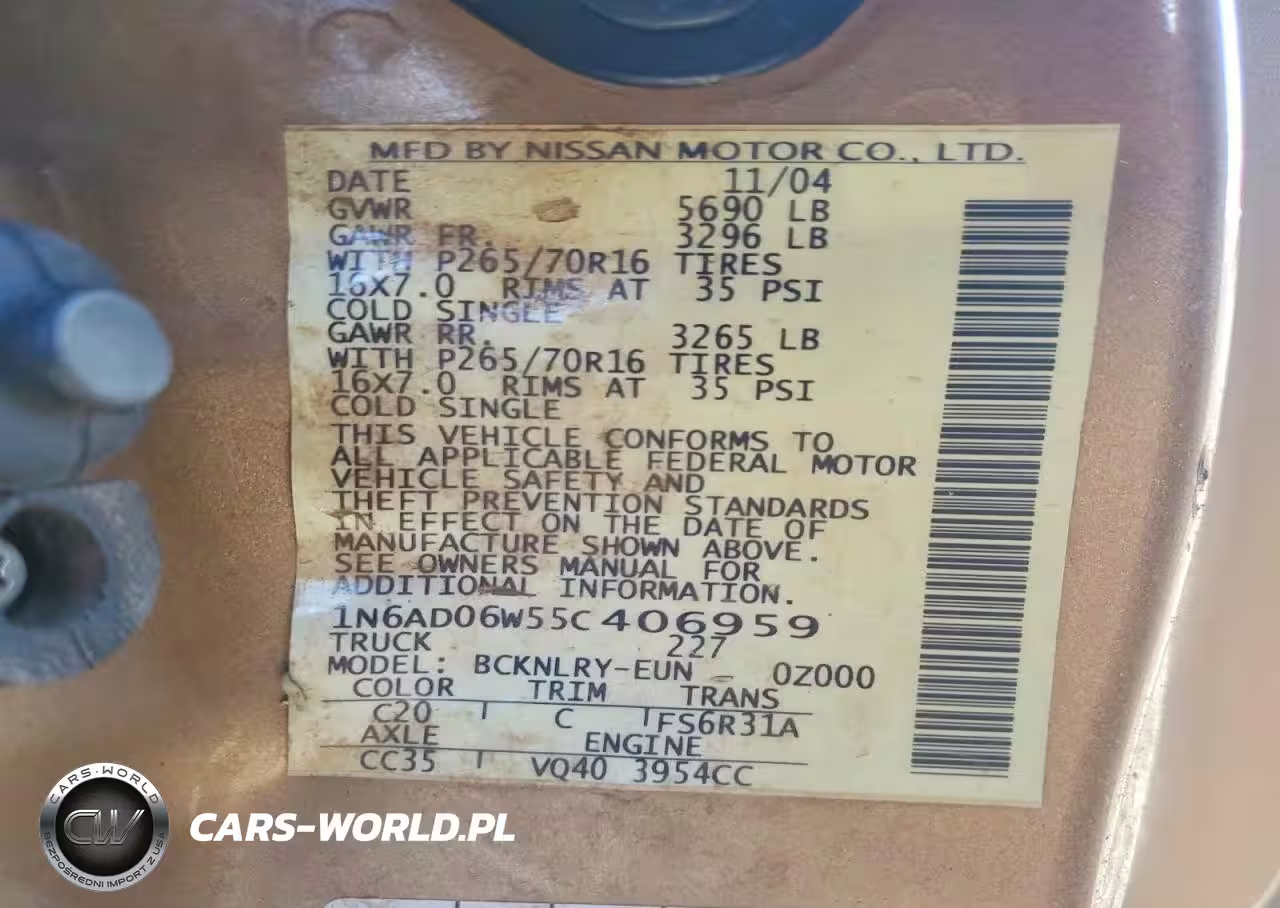 MFD BY NISSAN MOTOR CO., LTD.
DATE 11/04
GVWR 5690 LB
GAWR FR. 3296 LB
WITH P265/70R16 TIRES
16X7.0 RIMS AT 35 PSI
COLD SINGLE
GAWR RR. 3265 LB
WITH P265/70R16 TIRES
16X7.0 RIMS AT 35 PSI
COLD SINGLE
THIS VEHICLE CONFORMS TO
ALL APPLICABLE FEDERAL MOTOR
VEHICLE SAFETY AND
THEFT PREVENTION STANDARDS
IN EFFECT ON THE DATE OF
MANUFACTURE SHOWN ABOVE.
SEE OWNERS MANUAL FOR
ADDITIONAL INFORMATION.
1N6AD06W55C406959
TRUCK 227
MODEL: BCKNLRY-EUN - 0Z000
COLOR TRIM TRANS
C20 C FS6R31A
AXLE ENGINE
CC35 VQ40 3954CC
CARS-WORLD
CW
BEZPOŚREDNI IMPORT Z USA
CARS-WORLD.PL